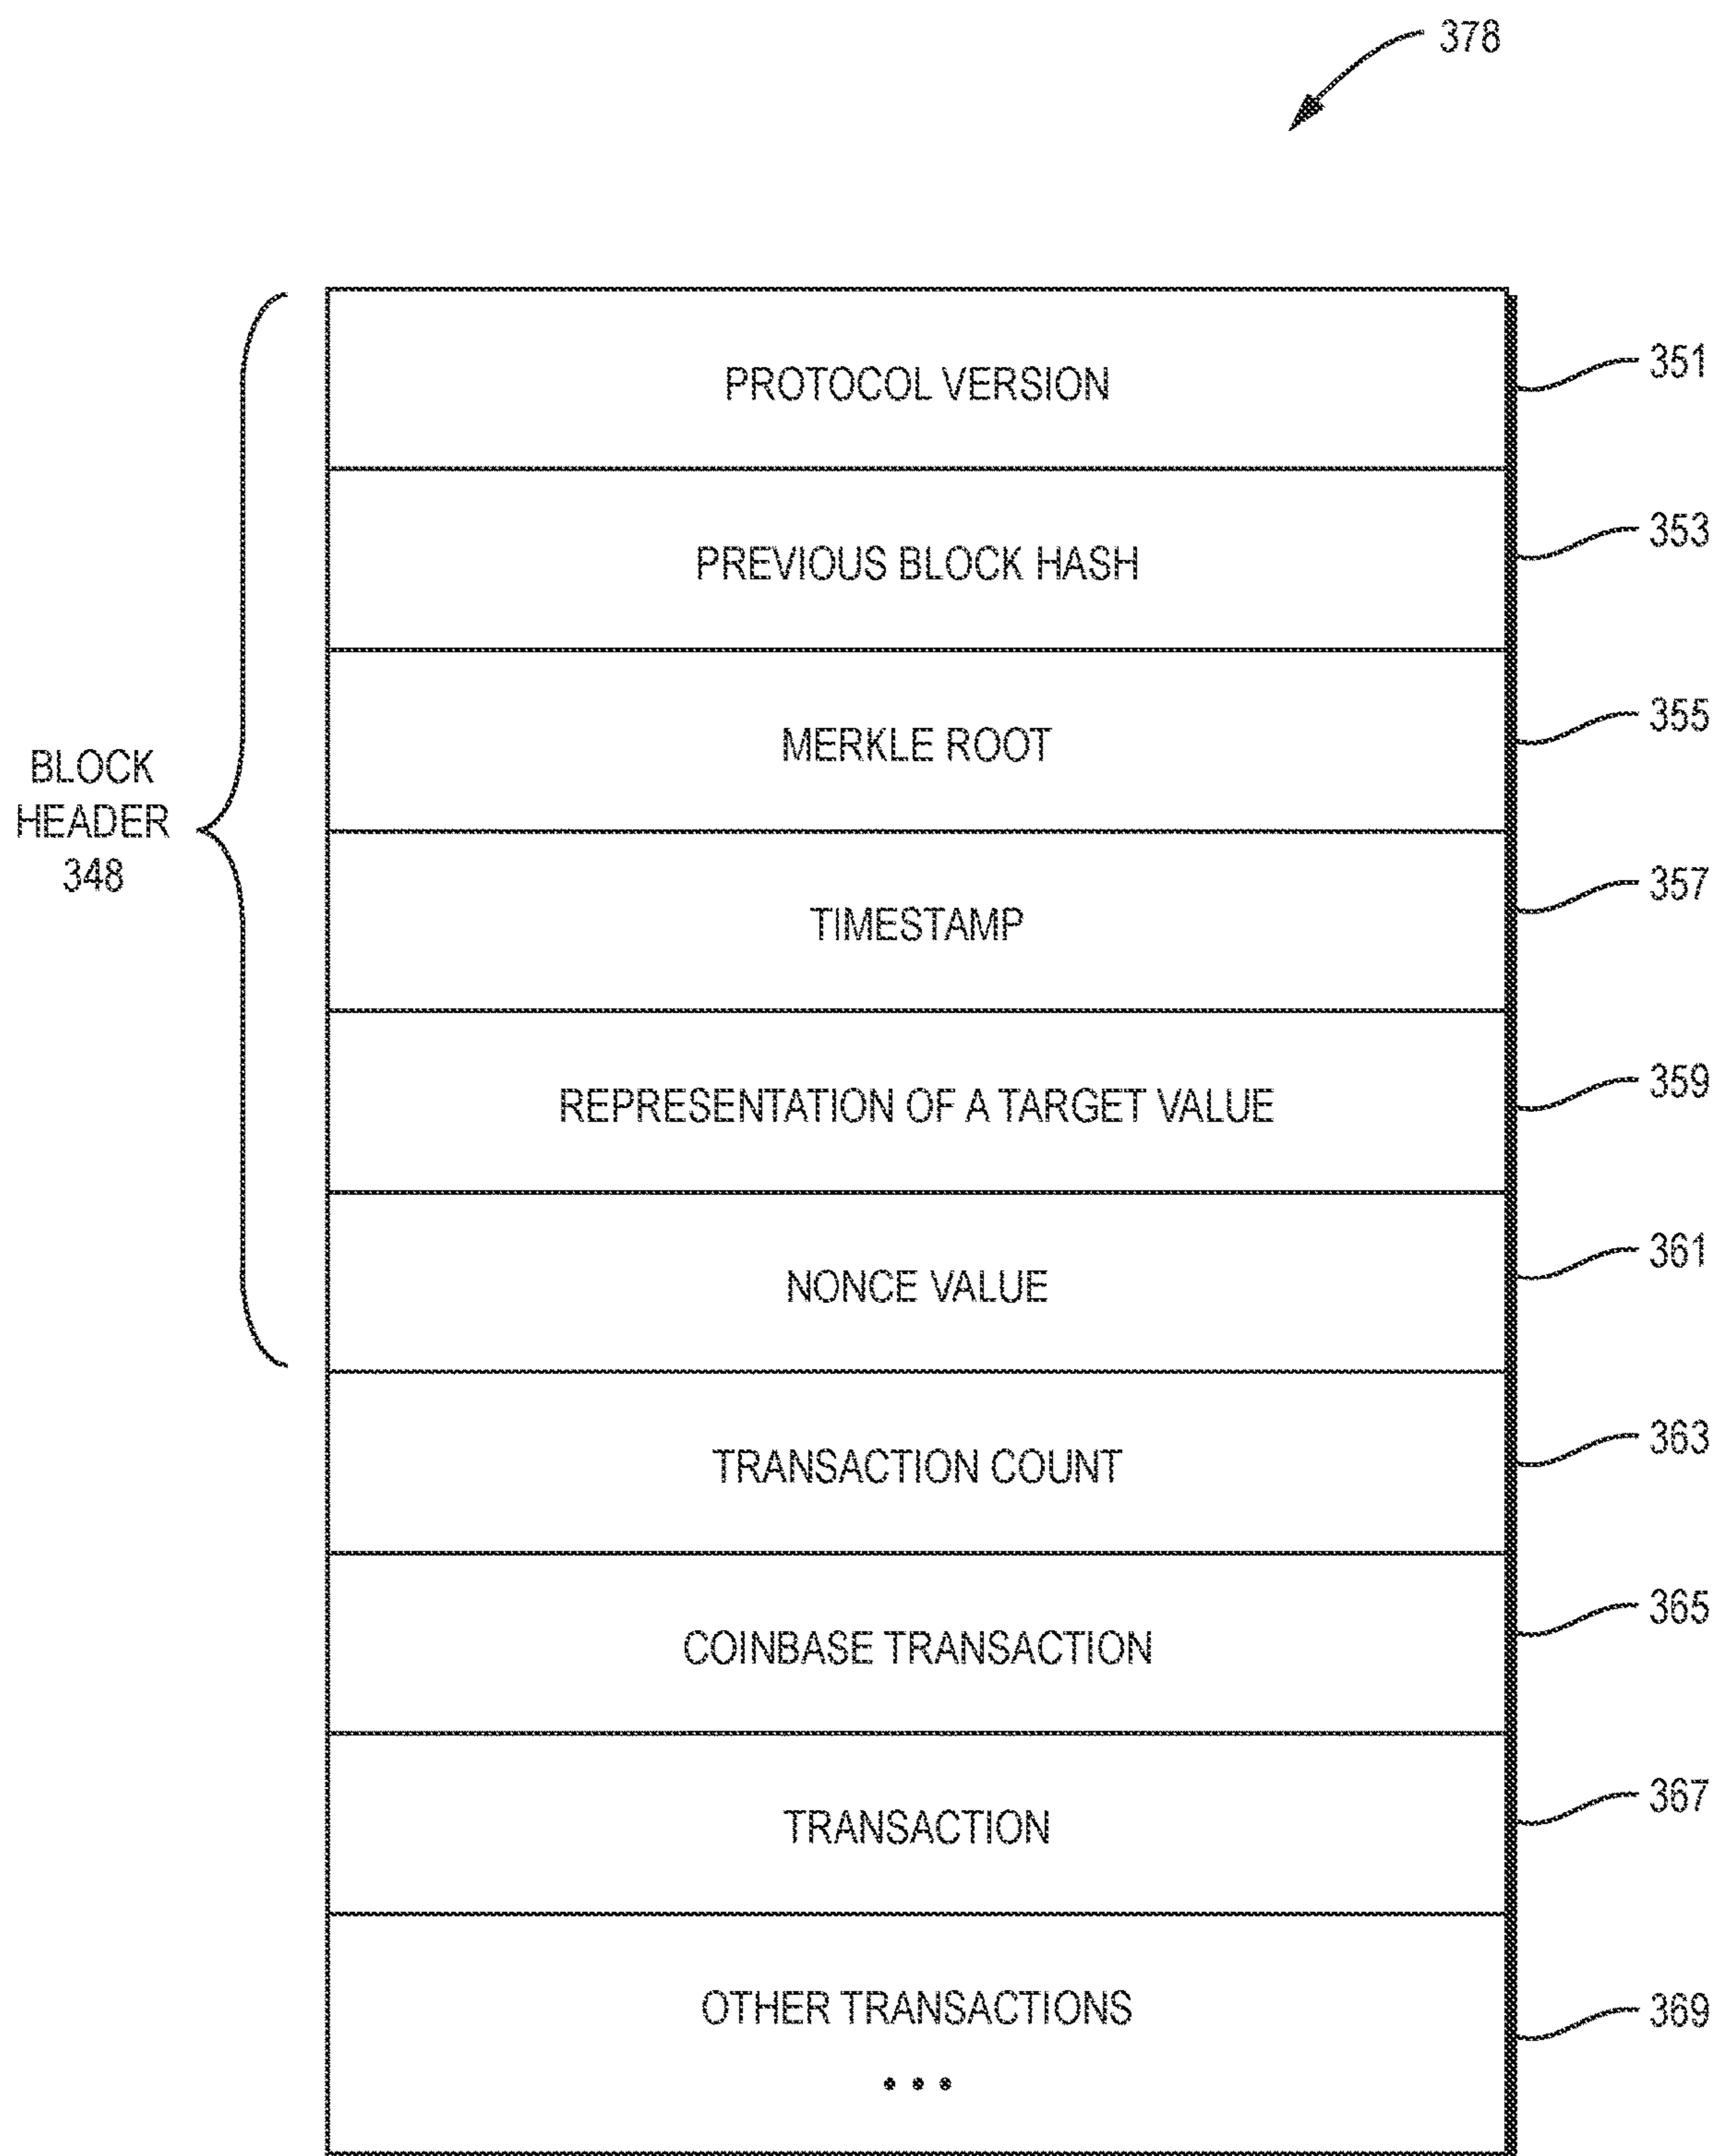 378
PROTOCOL VERSION
351
PREVIOUS BLOCK HASH
353
MERKLE ROOT
355
BLOCK
HEADER
348
TIMESTAMP
357
REPRESENTATION OF A TARGET VALUE
359
NONCE VALUE
361
TRANSACTION COUNT
363
COINBASE TRANSACTION
365
TRANSACTION
367
OTHER TRANSACTIONS
369
• • •